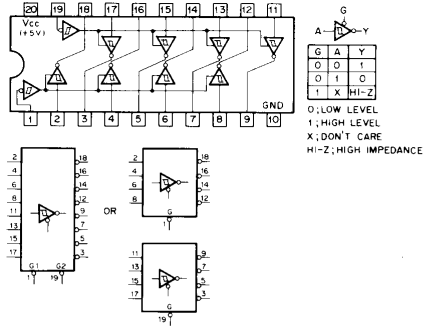 20 19 18 17 16 15 14 13 12 11
Vcc
(+5V)
GND
1 2 3 4 5 6 7 8 9 10
G
A Y
G A Y
0 0 1
0 1 0
1 X HI-Z
0;LOW LEVEL
1;HIGH LEVEL
X;DON'T CARE
HI-Z;HIGH IMPEDANCE
2 18
4 16
6 14
8 12
11 9
13 7
15 5
17 3
G1 G2
1 19
OR
2 18
4 16
6 14
8 12
G
1
11 9
13 7
15 5
17 3
G
19